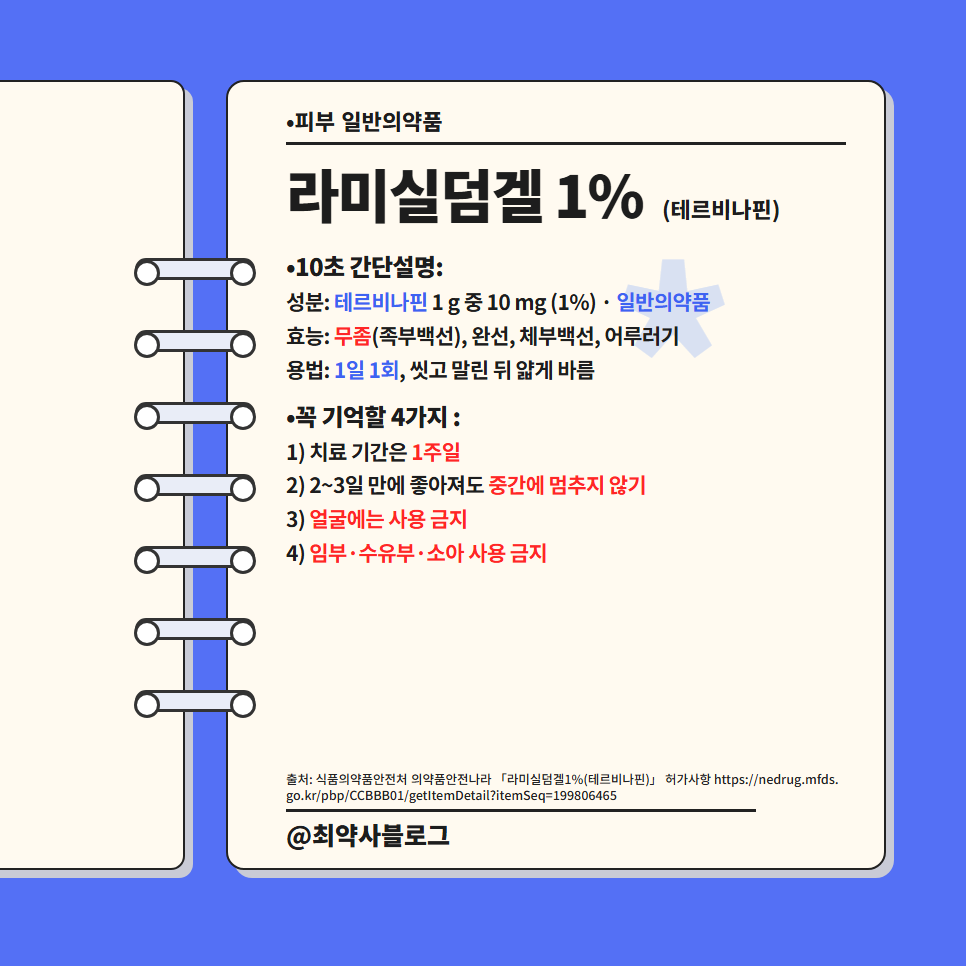 •피부 일반의약품
라미실덤겔 1% (테르비나핀)
•10초 간단설명:
성분: 테르비나핀 1 g 중 10 mg (1%) · 일반의약품
효능: 무좀(족부백선), 완선, 체부백선, 어루러기
용법: 1일 1회, 씻고 말린 뒤 얇게 바름
•꼭 기억할 4가지 :
1) 치료 기간은 1주일
2) 2~3일 만에 좋아져도 중간에 멈추지 않기
3) 얼굴에는 사용 금지
4) 임부·수유부·소아 사용 금지
출처: 식품의약품안전처 의약품안전나라 「라미실덤겔1%(테르비나핀)」 허가사항 https://nedrug.mfds.
go.kr/pbp/CCBBB01/getItemDetail?itemSeq=199806465
@최약사블로그